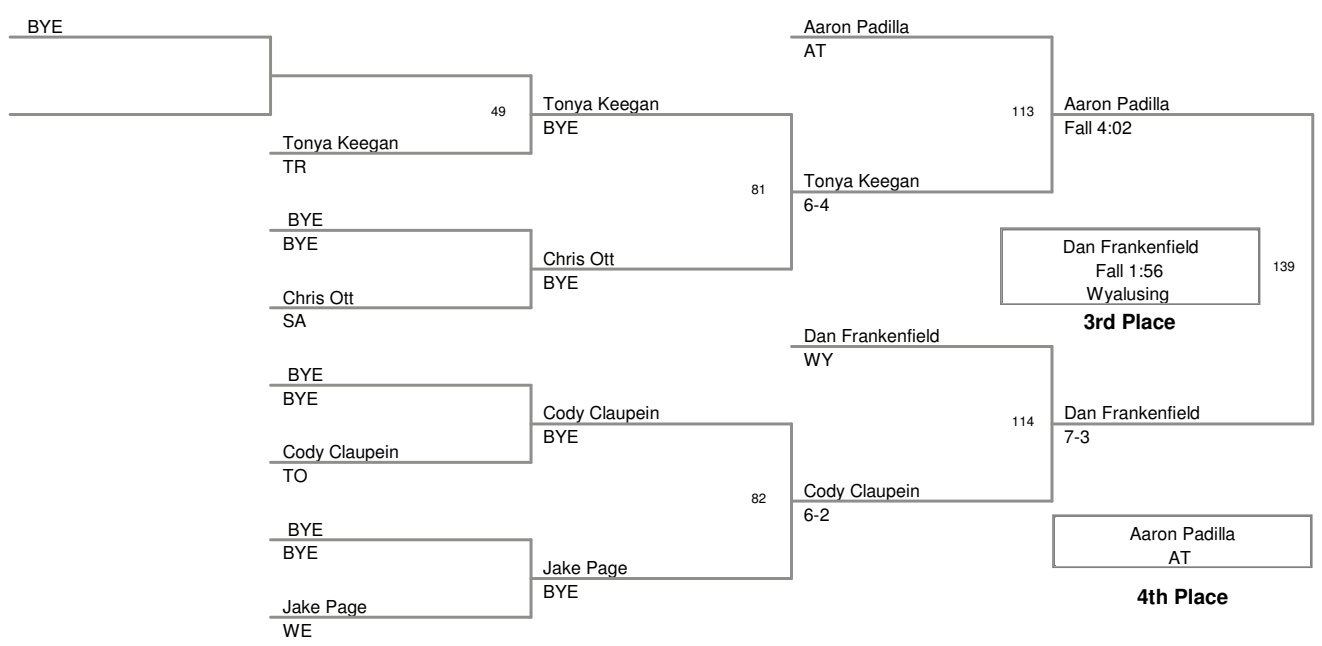 BYE
Aaron Padilla
AT
49
Tonya Keegan
BYE
113
Aaron Padilla
Fall 4:02
Tonya Keegan
TR
81
Tonya Keegan
6-4
BYE
BYE
Chris Ott
BYE
Dan Frankenfield
Fall 1:56
Wyalusing
139
3rd Place
Chris Ott
SA
Dan Frankenfield
WY
BYE
BYE
Cody Claupein
BYE
114
Dan Frankenfield
7-3
Cody Claupein
TO
82
Cody Claupein
6-2
BYE
BYE
Aaron Padilla
AT
Jake Page
BYE
4th Place
Jake Page
WE